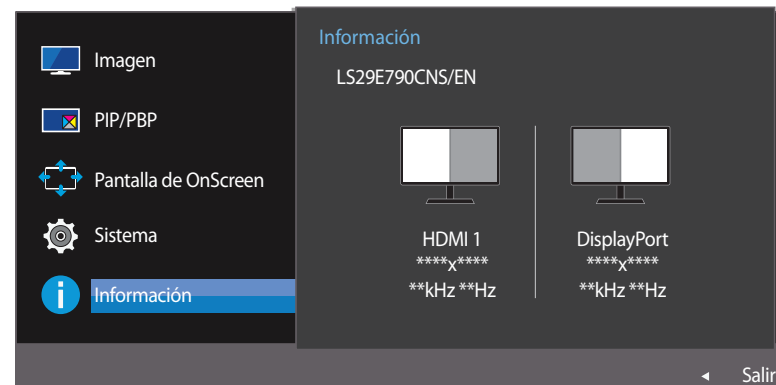 Imagen
PIP/PBP
Pantalla de OnScreen
Sistema
Información
Información
LS29E790CNS/EN
HDMI 1
****x****
**kHz **Hz
DisplayPort
****x****
**kHz **Hz
Salir